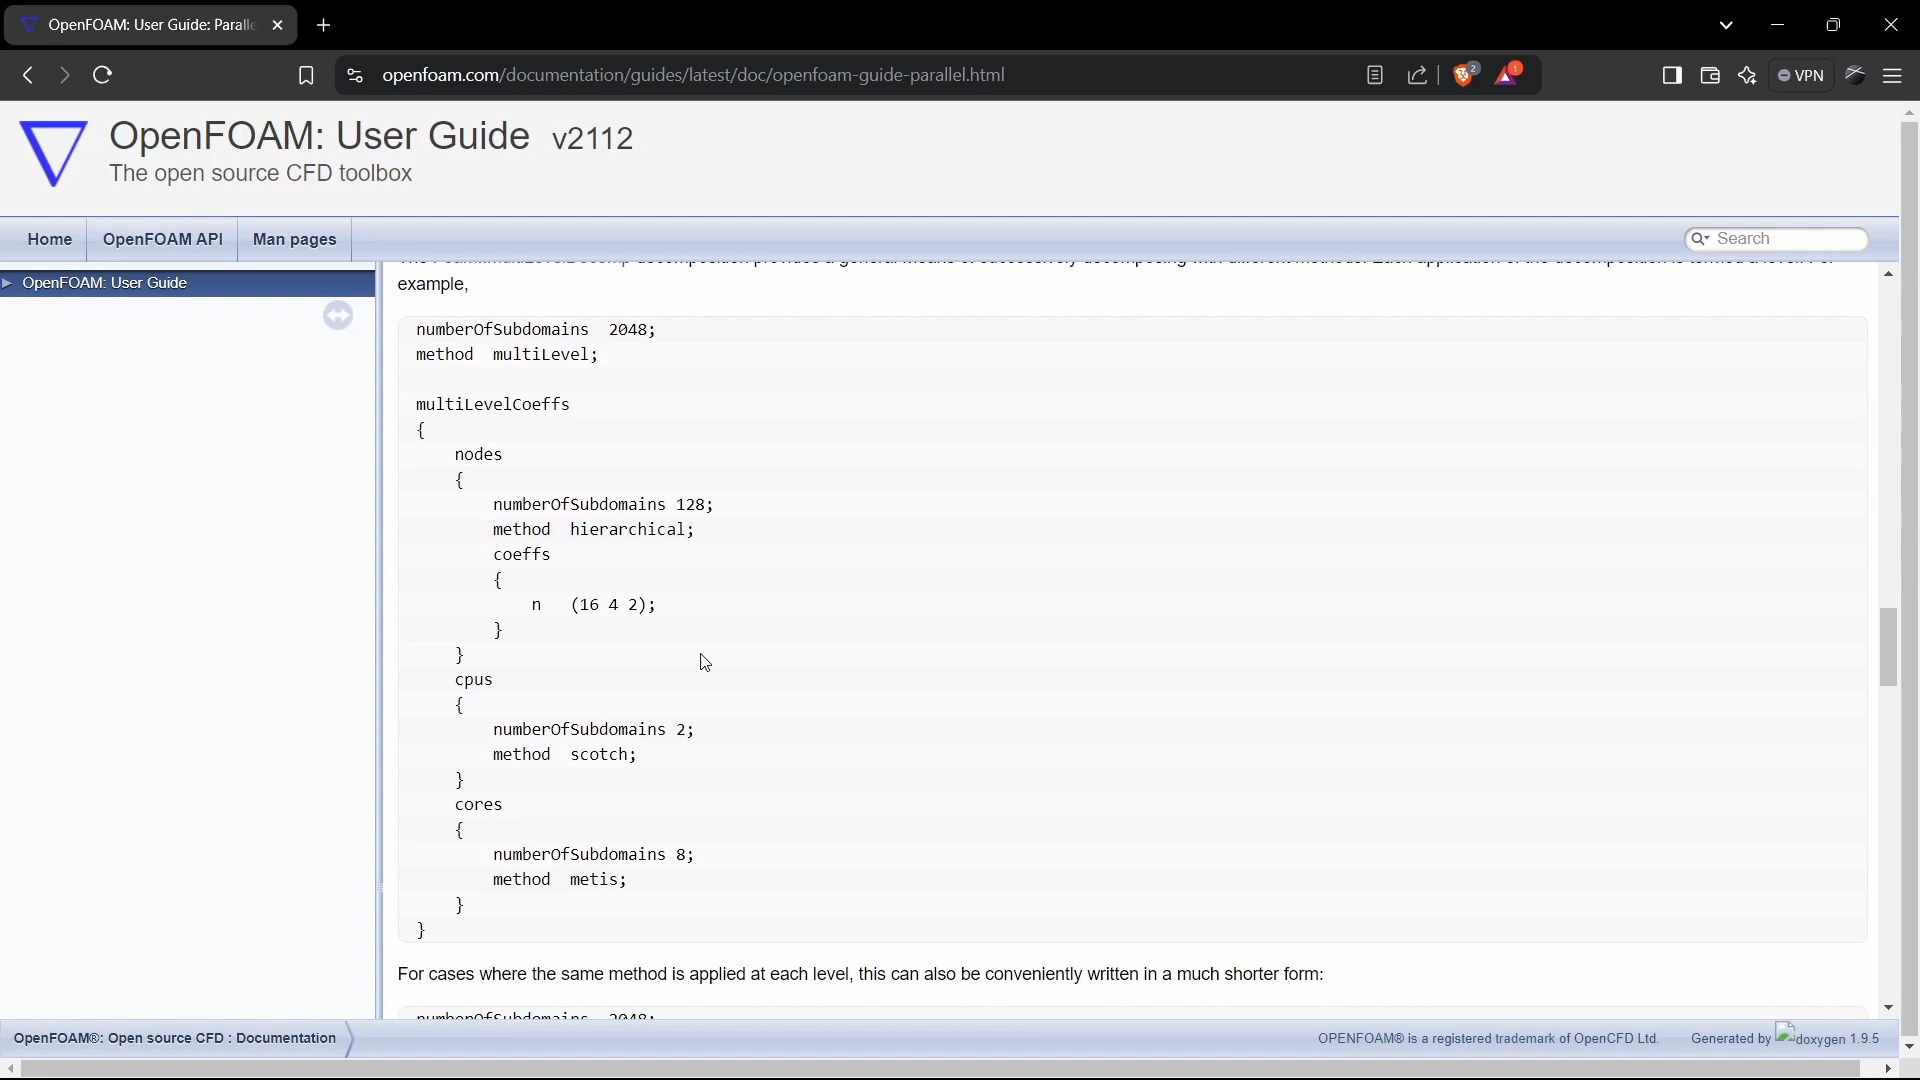 OpenFOAM: User Guide: Paralle
openfoam.com/documentation/guides/latest/doc/openfoam-guide-parallel.html
2
1
VPN
OpenFOAM: User Guide v2112
The open source CFD toolbox
Home
OpenFOAM API
Man pages
Search
OpenFOAM: User Guide
example,
numberOfSubdomains  2048;
method  multiLevel;
multiLevelCoeffs
{
    nodes
    {
        numberOfSubdomains 128;
        method  hierarchical;
        coeffs
        {
            n   (16 4 2);
        }
    }
    cpus
    {
        numberOfSubdomains 2;
        method  scotch;
    }
    cores
    {
        numberOfSubdomains 8;
        method  metis;
    }
}
For cases where the same method is applied at each level, this can also be conveniently written in a much shorter form:
numberOfSubdomains  2048;
OpenFOAM®: Open source CFD : Documentation
OPENFOAM® is a registered trademark of OpenCFD Ltd.
Generated by doxygen 1.9.5